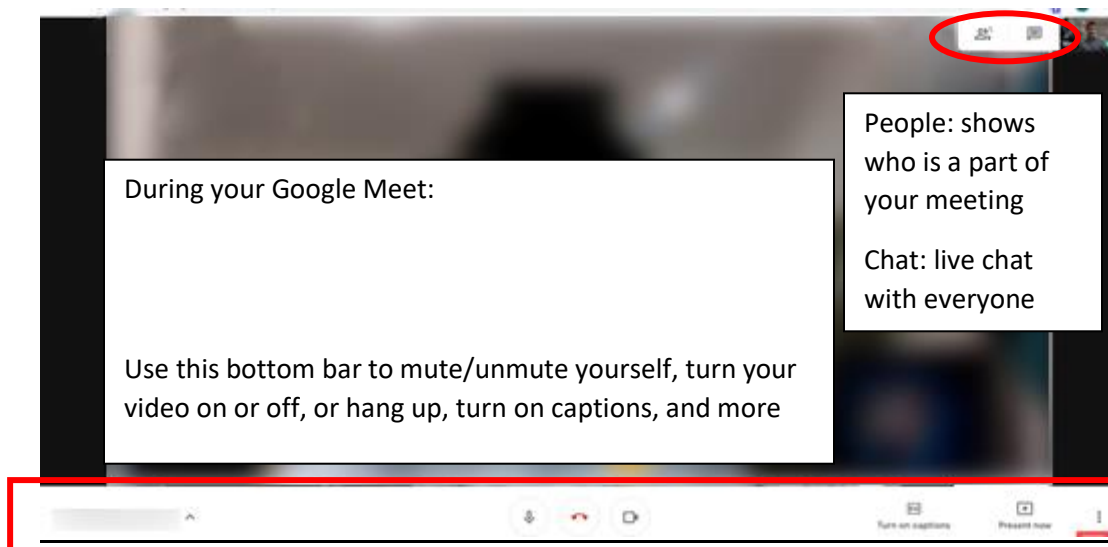 People: shows
who is a part of
your meeting
Chat: live chat
with everyone
During your Google Meet:
Use this bottom bar to mute/unmute yourself, turn your
video on or off, or hang up, turn on captions, and more
Turn on captions
Present now